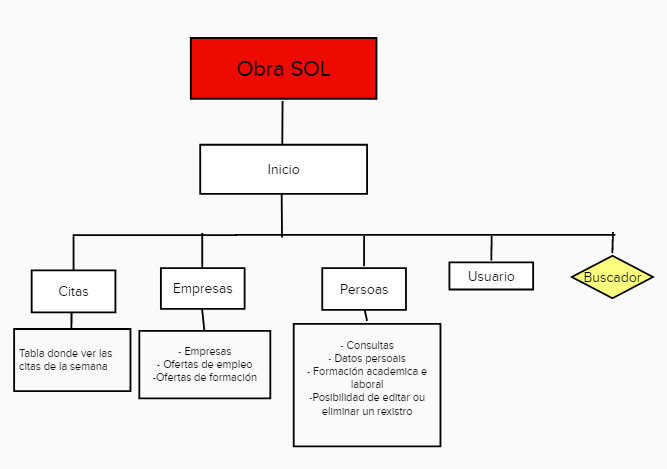 Obra SOL
Inicio
Citas
Empresas
Persoas
Usuario
Buscador
Tabla donde ver las
citas de la semana
- Empresas
- Ofertas de empleo
-Ofertas de formación
- Consultas
- Datos persoais
- Formación academica e
laboral
-Posibilidad de editar ou
eliminar un rexistro